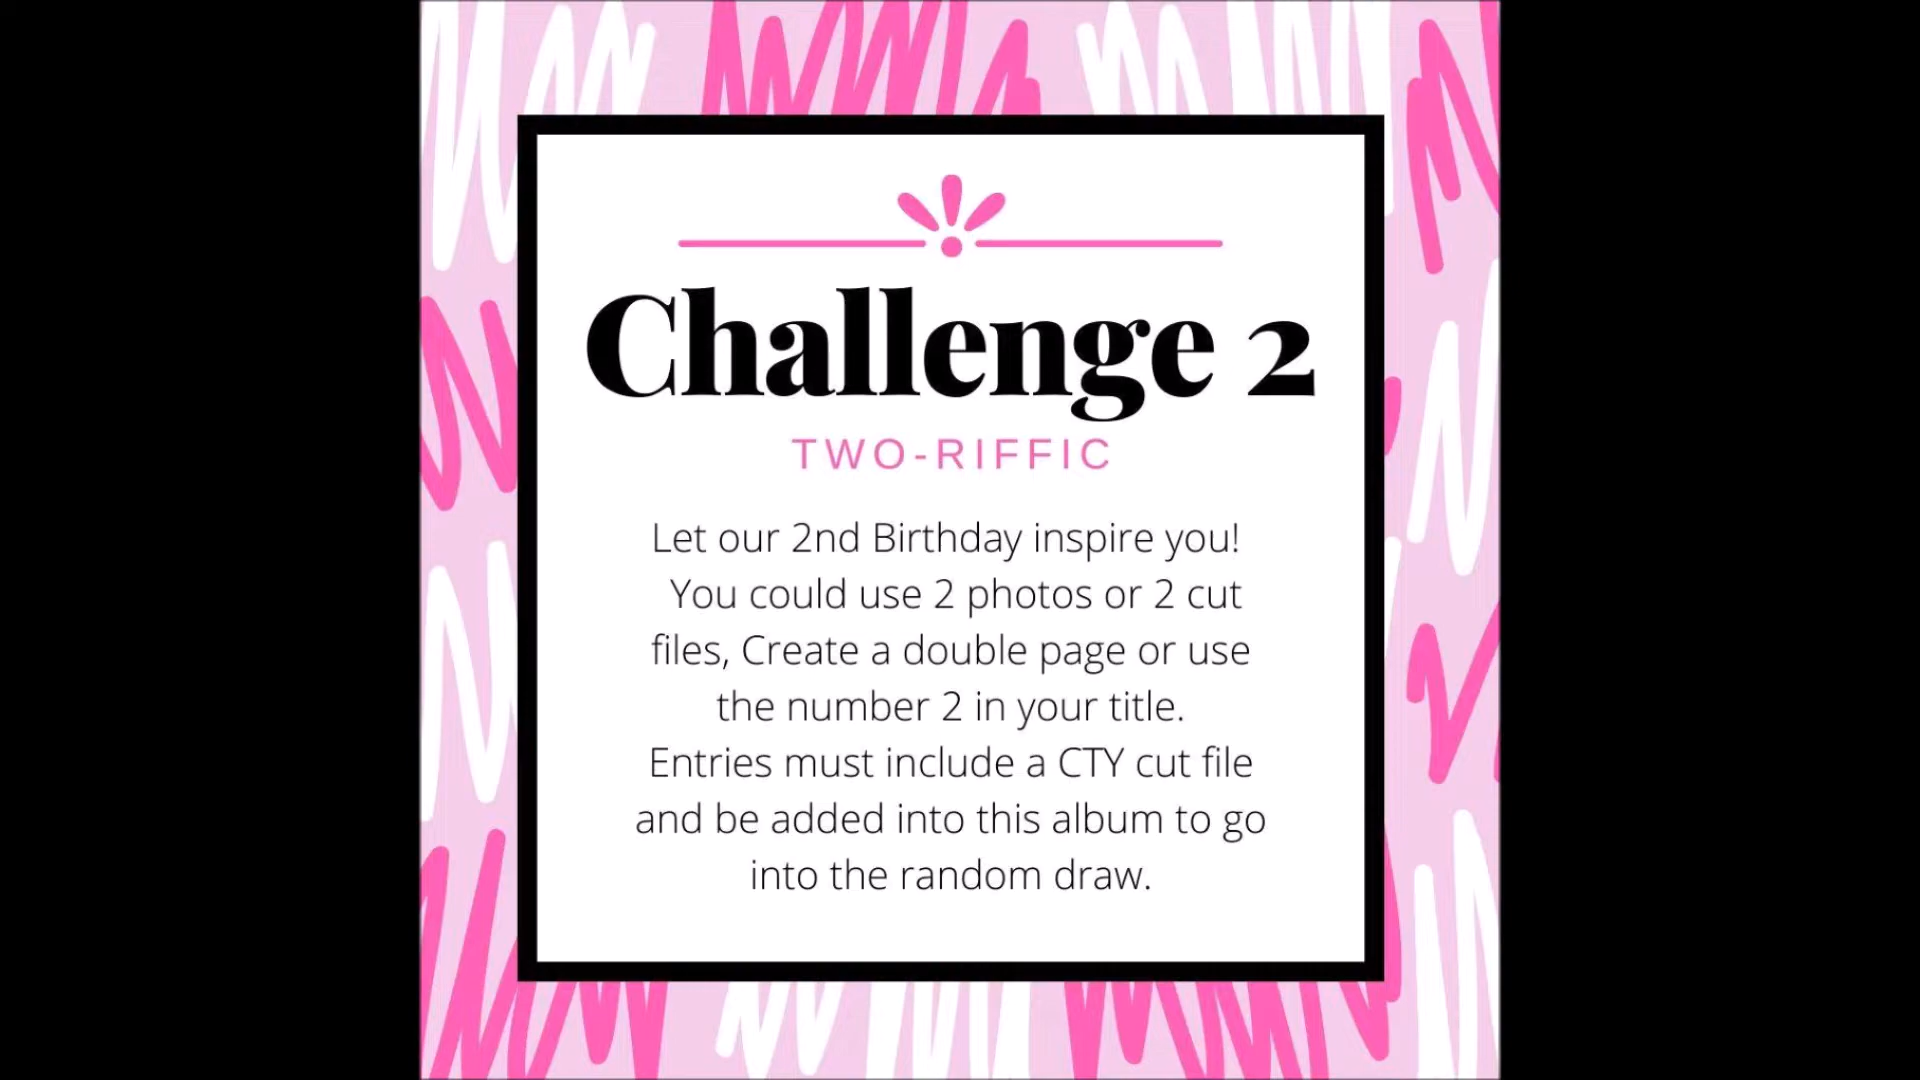 Challenge 2
TWO-RIFFIC
Let our 2nd Birthday inspire you!
You could use 2 photos or 2 cut
files, Create a double page or use
the number 2 in your title.
Entries must include a CTY cut file
and be added into this album to go
into the random draw.